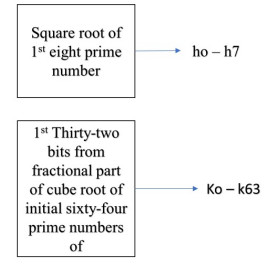 Square root of
1st eight prime
number
ho – h7
1st Thirty-two
bits from
fractional part
of cube root of
initial sixty-four
prime numbers
of
Ko – k63